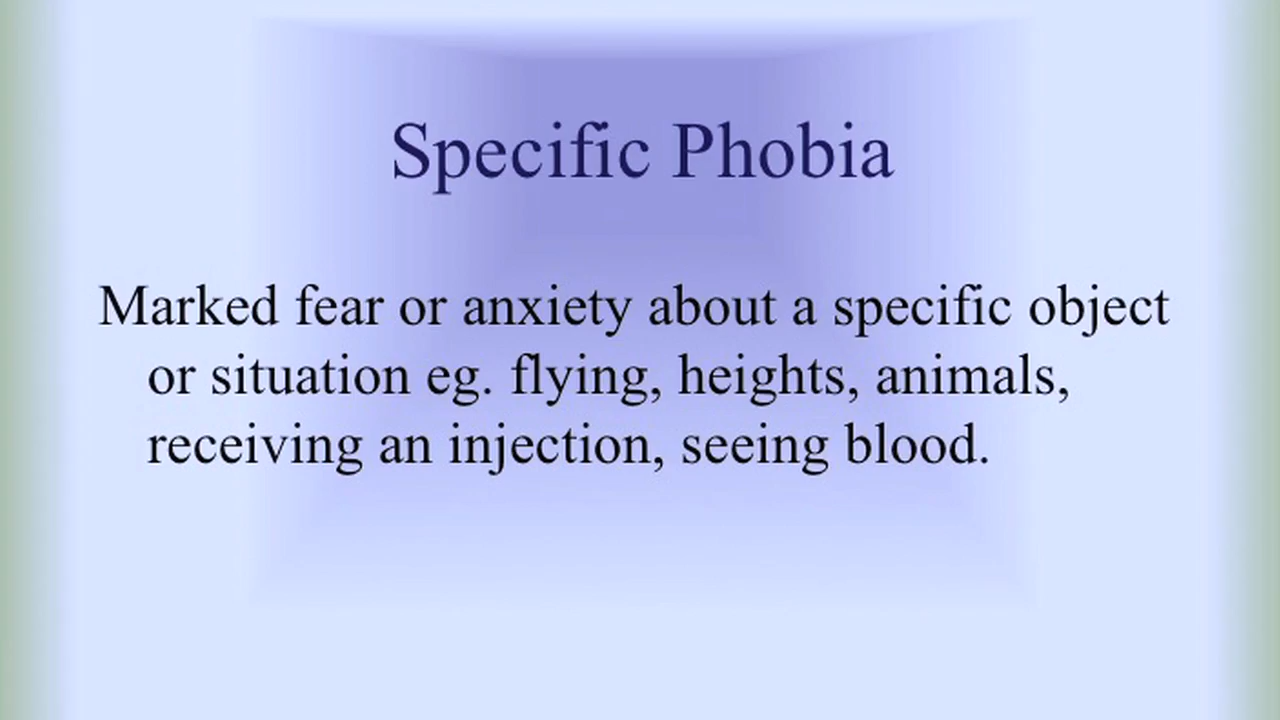 Specific Phobia
Marked fear or anxiety about a specific object
or situation eg. flying, heights, animals,
receiving an injection, seeing blood.